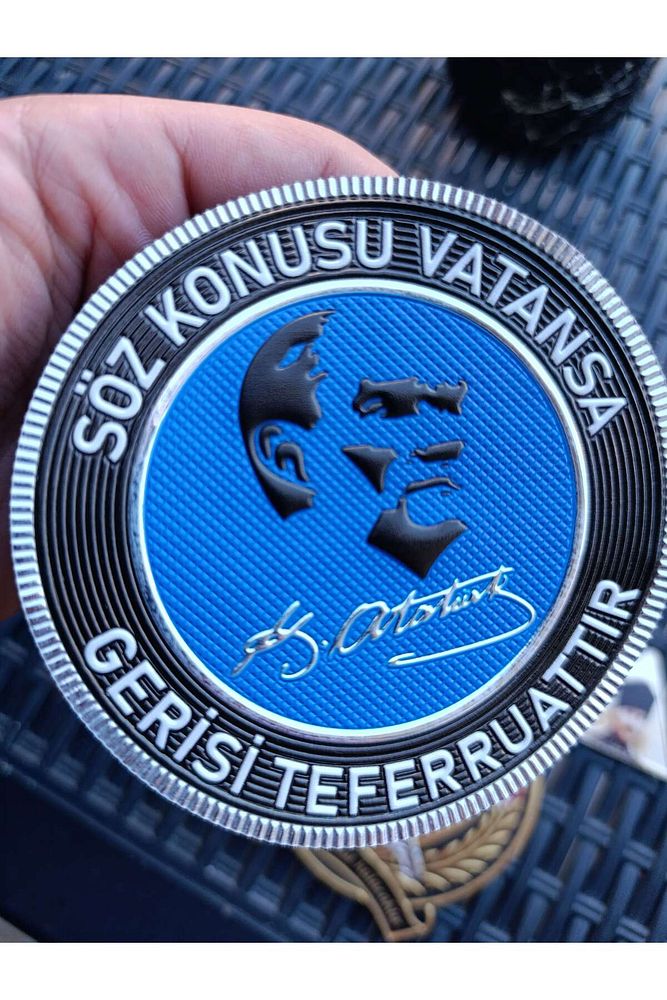 SÖZ KONUSU VATANSA
K. Atatürk
GERİSİ TEFERRUATTIR